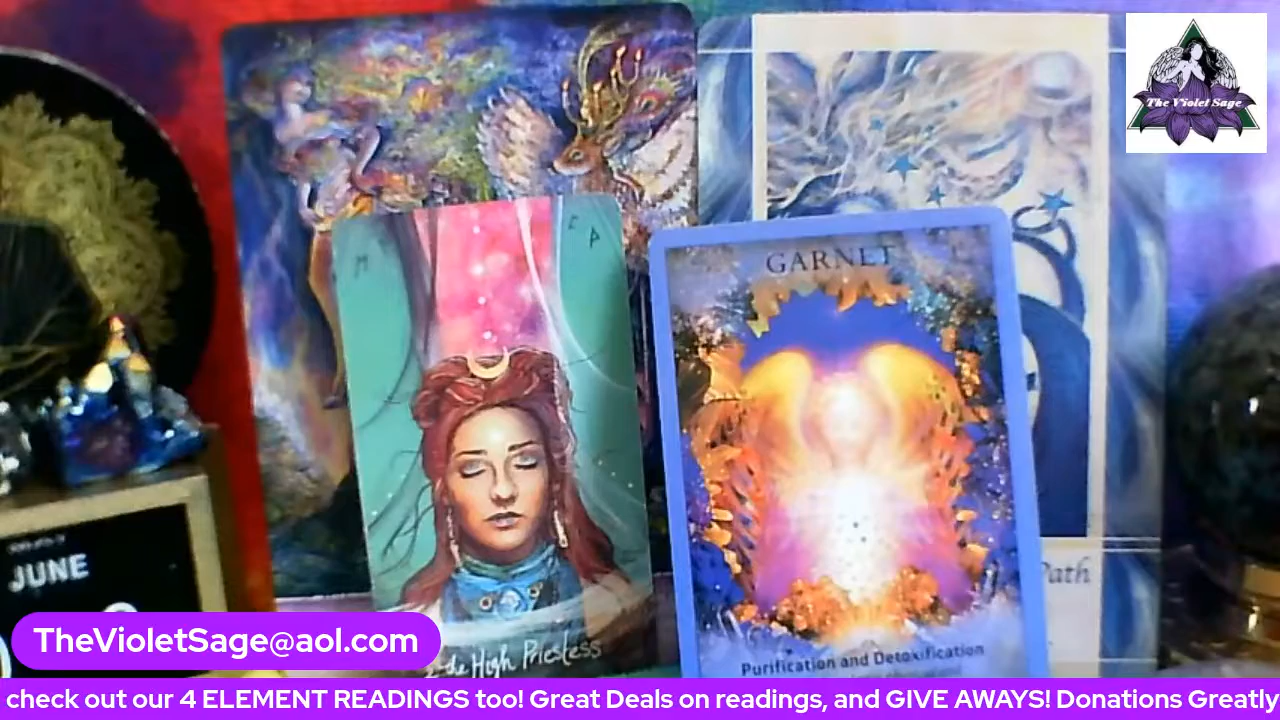 The Violet Sage
M
E A
GARNET
JUNE
Path
TheVioletSage@aol.com
2-the High Priestess
Purification and Detoxification
check out our 4 ELEMENT READINGS too! Great Deals on readings, and GIVE AWAYS! Donations Greatly